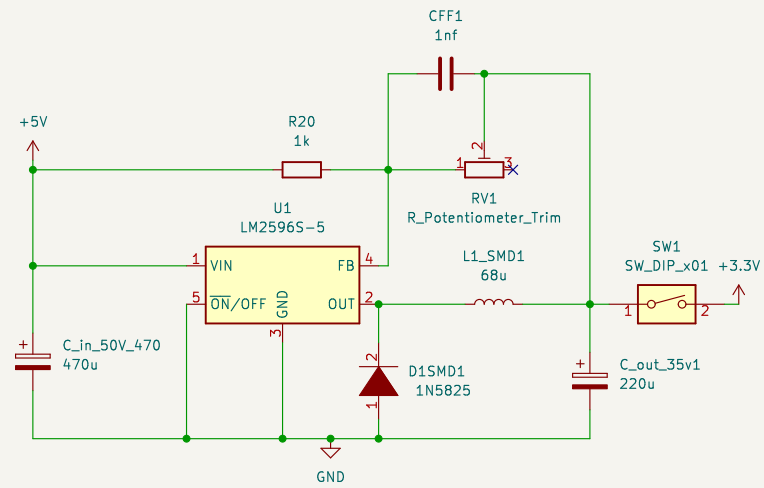 CFF1
1nf
+5V
R20
1k
2
1
3
RV1
R_Potentiometer_Trim
U1
LM2596S-5
1
VIN
FB
4
5
ON/OFF
GND
OUT
2
3
L1_SMD1
68u
SW1
SW_DIP_x01
+3.3V
1
2
+
C_in_50V_470
470u
2
D1SMD1
1N5825
1
+
C_out_35v1
220u
GND